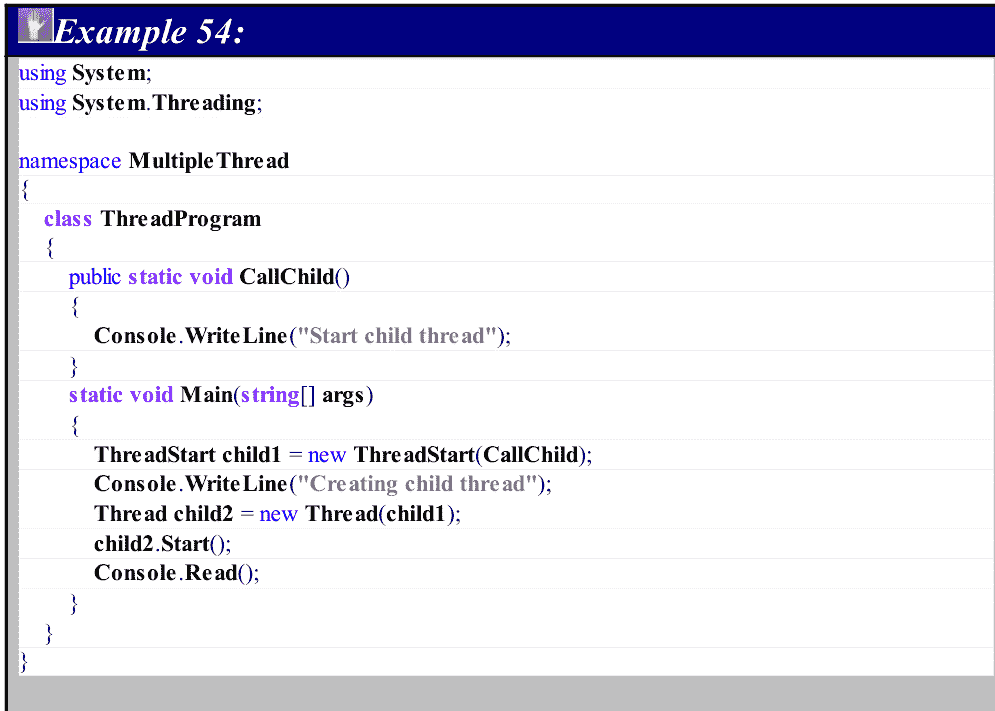 Example 54:
using System;
using System.Threading;
namespace MultipleThread
{
class ThreadProgram
{
public static void CallChild()
{
Console.WriteLine("Start child thread");
}
static void Main(string[] args)
{
ThreadStart child1 = new ThreadStart(CallChild);
Console.WriteLine("Creating child thread");
Thread child2 = new Thread(child1);
child2.Start();
Console.Read();
}
}
}